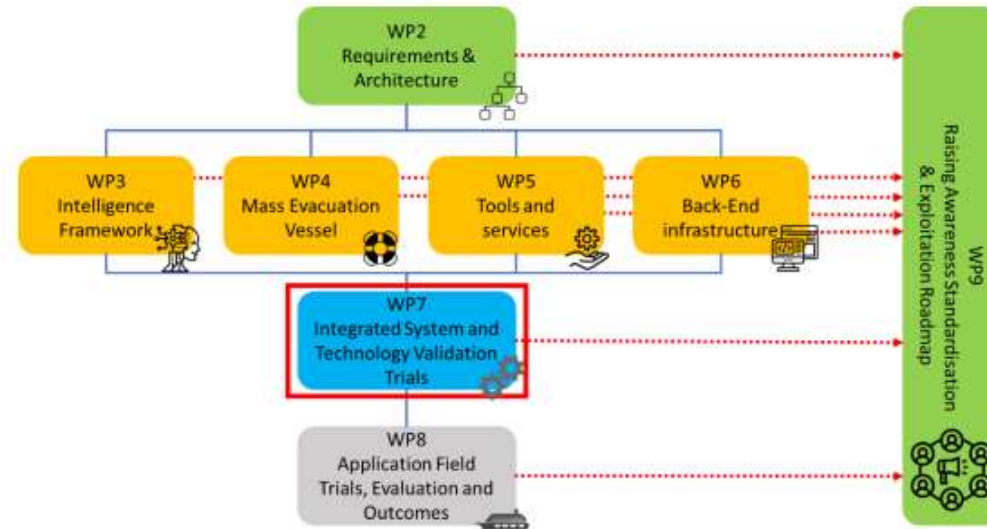 WP2
Requirements &
Architecture
WP3
Intelligence
Framework
WP4
Mass Evacuation
Vessel
WP5
Tools and
services
WP6
Back-End
infrastructure
WP7
Integrated System and
Technology Validation
Trials
WP8
Application Field
Trials, Evaluation and
Outcomes
WP9
Raising Awareness Standardisation
& Exploitation Roadmap